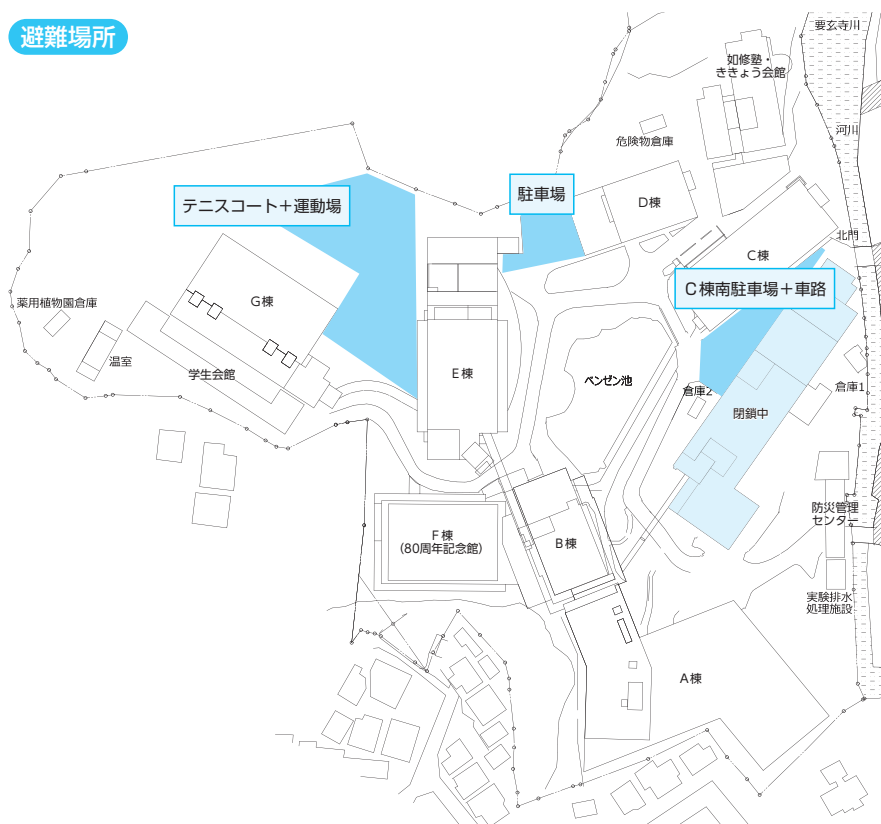 避難場所
要玄寺川
如修塾・
ききょう会館
河川
危険物倉庫
テニスコート＋運動場
駐車場
D棟
北門
C棟
C棟南駐車場＋車路
G棟
薬用植物園倉庫
温室
学生会館
E棟
ベンゼン池
倉庫2
倉庫1
閉鎖中
防災管理
センター
F棟
(80周年記念館)
B棟
実験排水
処理施設
A棟